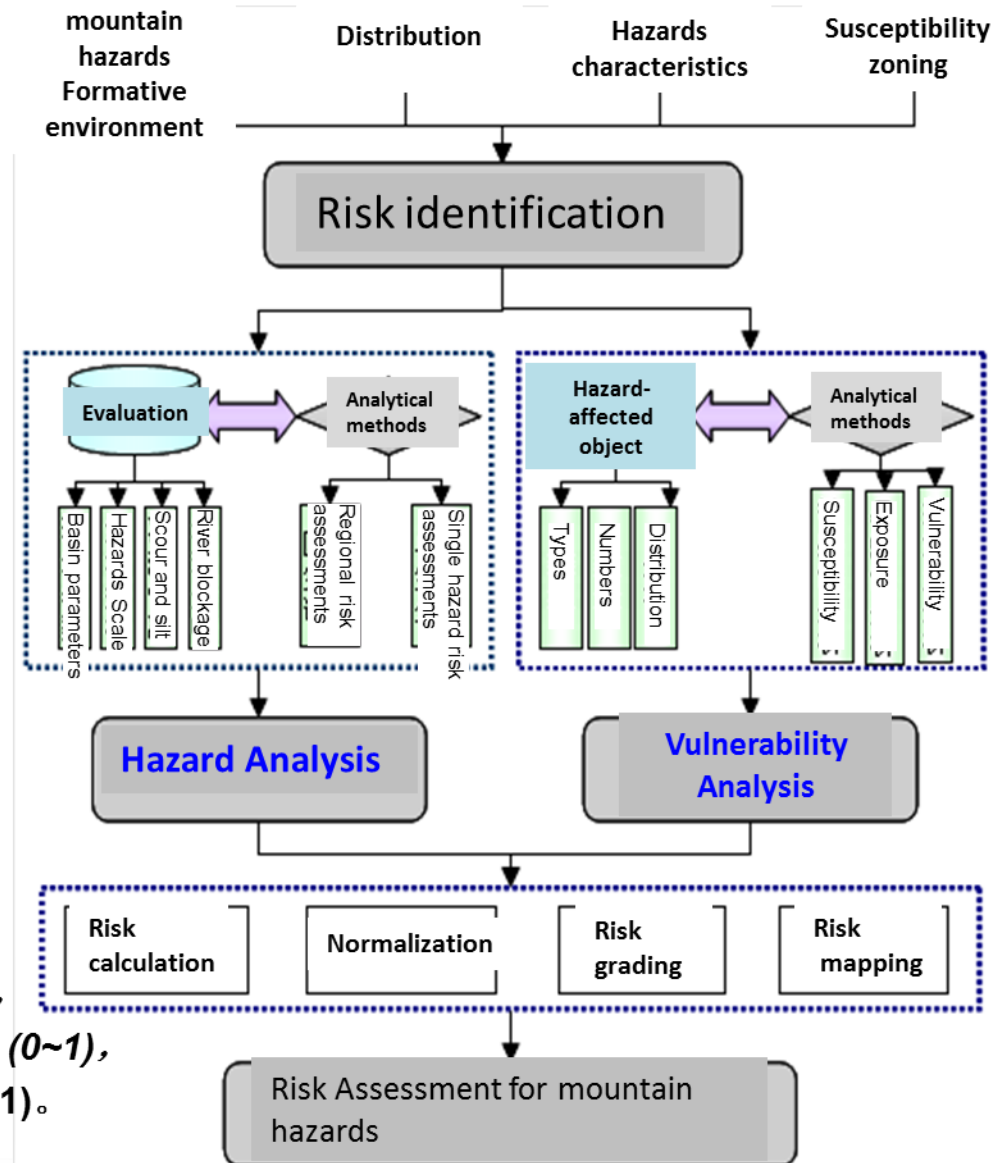 mountain
hazards
Formative
environment
Distribution
Hazards
characteristics
Susceptibility
zoning
Risk identification
Evaluation
Analytical
methods
Hazard-
affected
object
Analytical
methods
Basin parameters
Hazards Scale
Scour and silt
River blockage
Regional risk
assessments
Single hazard risk
assessments
Types
Numbers
Distribution
Susceptibility
Exposure
Vulnerability
Hazard Analysis
Vulnerability
Analysis
Risk
calculation
Normalization
Risk
grading
Risk
mapping
(0~1),
1)。
Risk Assessment for mountain
hazards